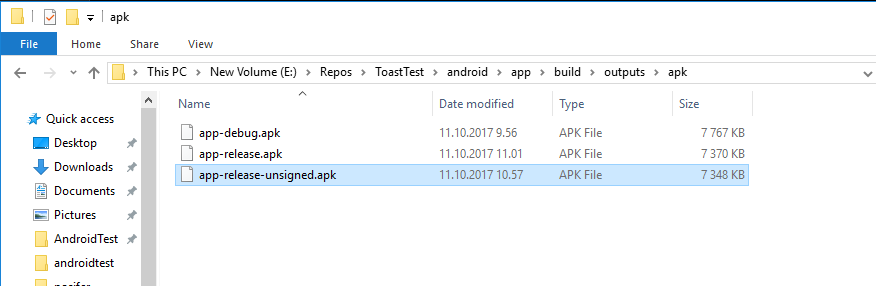 apk
File Home Share View
This PC New Volume (E:) Repos ToastTest android app build outputs apk
Name Date modified Type Size
Quick access
Desktop
Downloads
Documents
Pictures
AndroidTest
androidtest
app-debug.apk 11.10.2017 9.56 APK File 7 767 KB
app-release.apk 11.10.2017 11.01 APK File 7 370 KB
app-release-unsigned.apk 11.10.2017 10.57 APK File 7 348 KB